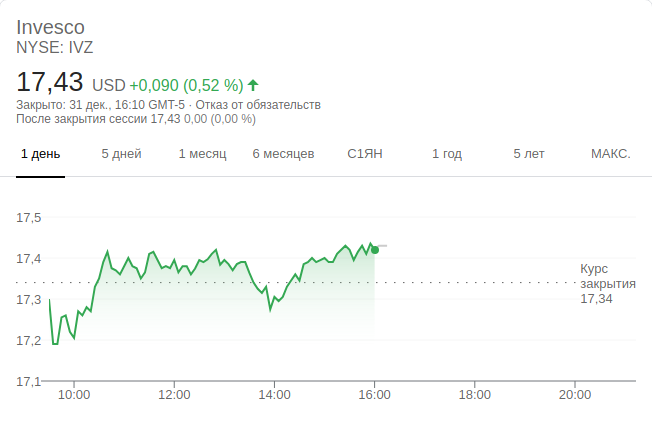 Invesco
NYSE: IVZ
17,43 USD +0,090 (0,52 %)
Закрыто: 31 дек., 16:10 GMT-5 · Отказ от обязательств
После закрытия сессии 17,43 0,00 (0,00 %)
1 день 5 дней 1 месяц 6 месяцев С1ЯН 1 год 5 лет МАКС.
17,5
17,4
17,3
17,2
17,1
Курс
закрытия
17,34
10:00 12:00 14:00 16:00 18:00 20:00